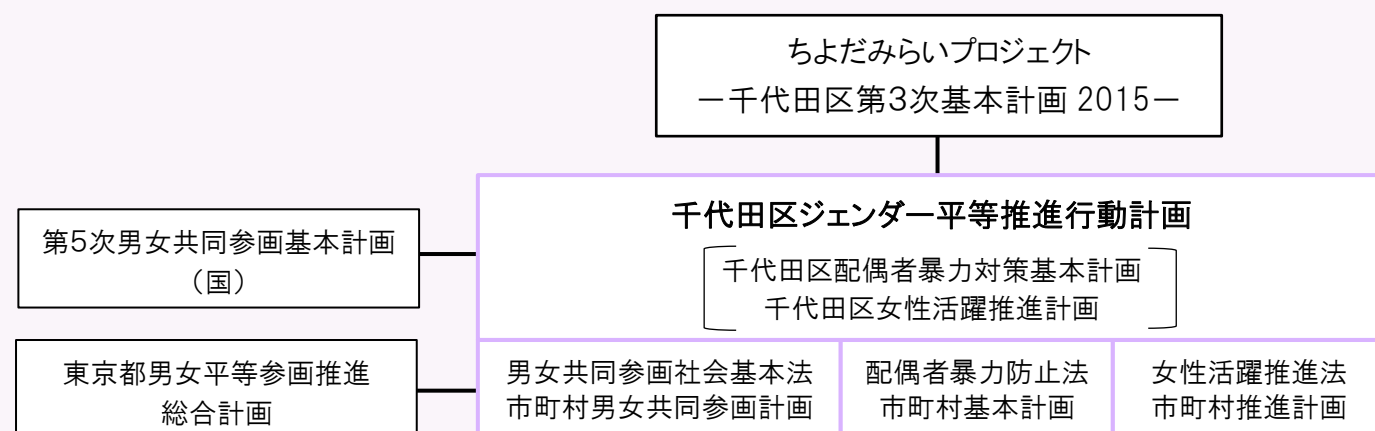 ちよだみらいプロジェクト
－千代田区第3次基本計画 2015－
千代田区ジェンダー平等推進行動計画
千代田区配偶者暴力対策基本計画
千代田区女性活躍推進計画
第5次男女共同参画基本計画
（国）
東京都男女平等参画推進
総合計画
男女共同参画社会基本法
市町村男女共同参画計画
配偶者暴力防止法
市町村基本計画
女性活躍推進法
市町村推進計画